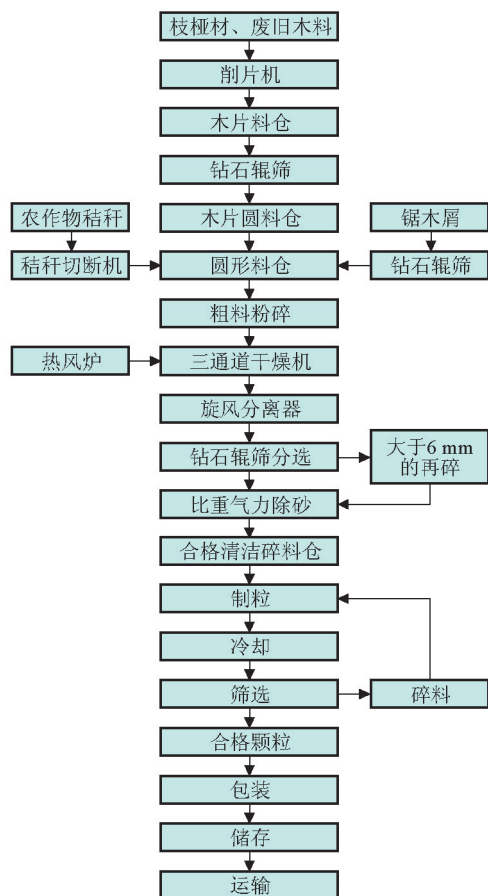 枝桠材、废旧木料
削片机
木片料仓
钻石辊筛
农作物秸秆
木片圆料仓
锯木屑
秸秆切断机
圆形料仓
钻石辊筛
粗料粉碎
热风炉
三通道干燥机
旋风分离器
钻石辊筛分选
大于6 mm
的再碎
比重气力除砂
合格清洁碎料仓
制粒
冷却
筛选
碎料
合格颗粒
包装
储存
运输